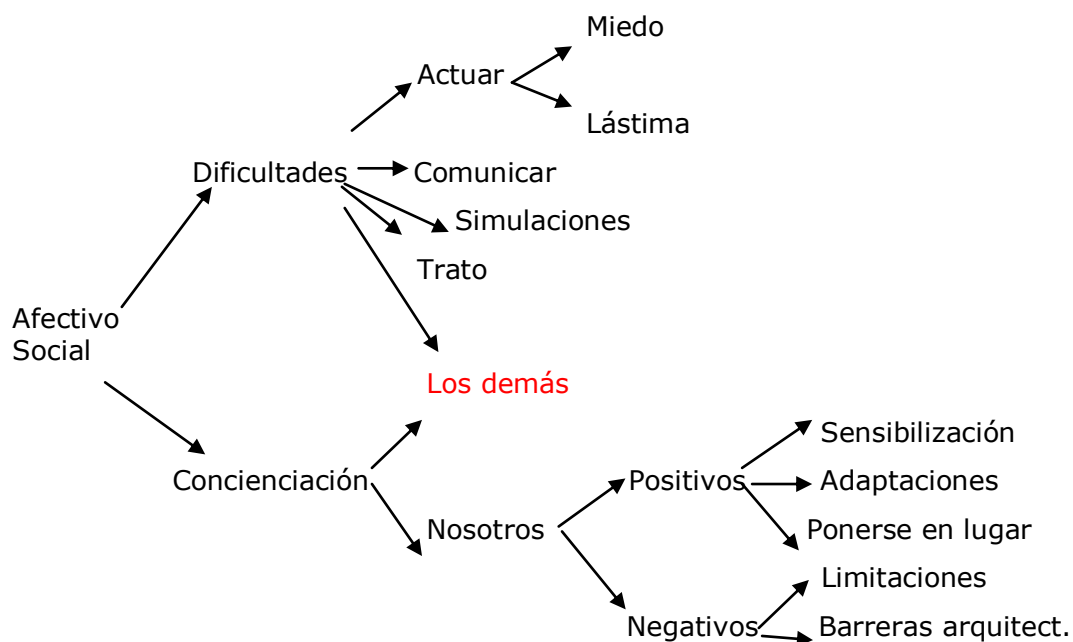 Miedo
Actuar
Lástima
Dificultades
Comunicar
Simulaciones
Trato
Afectivo
Social
Los demás
Sensibilización
Concienciación
Positivos
Adaptaciones
Nosotros
Ponerse en lugar
Limitaciones
Negativos
Barreras arquitect.